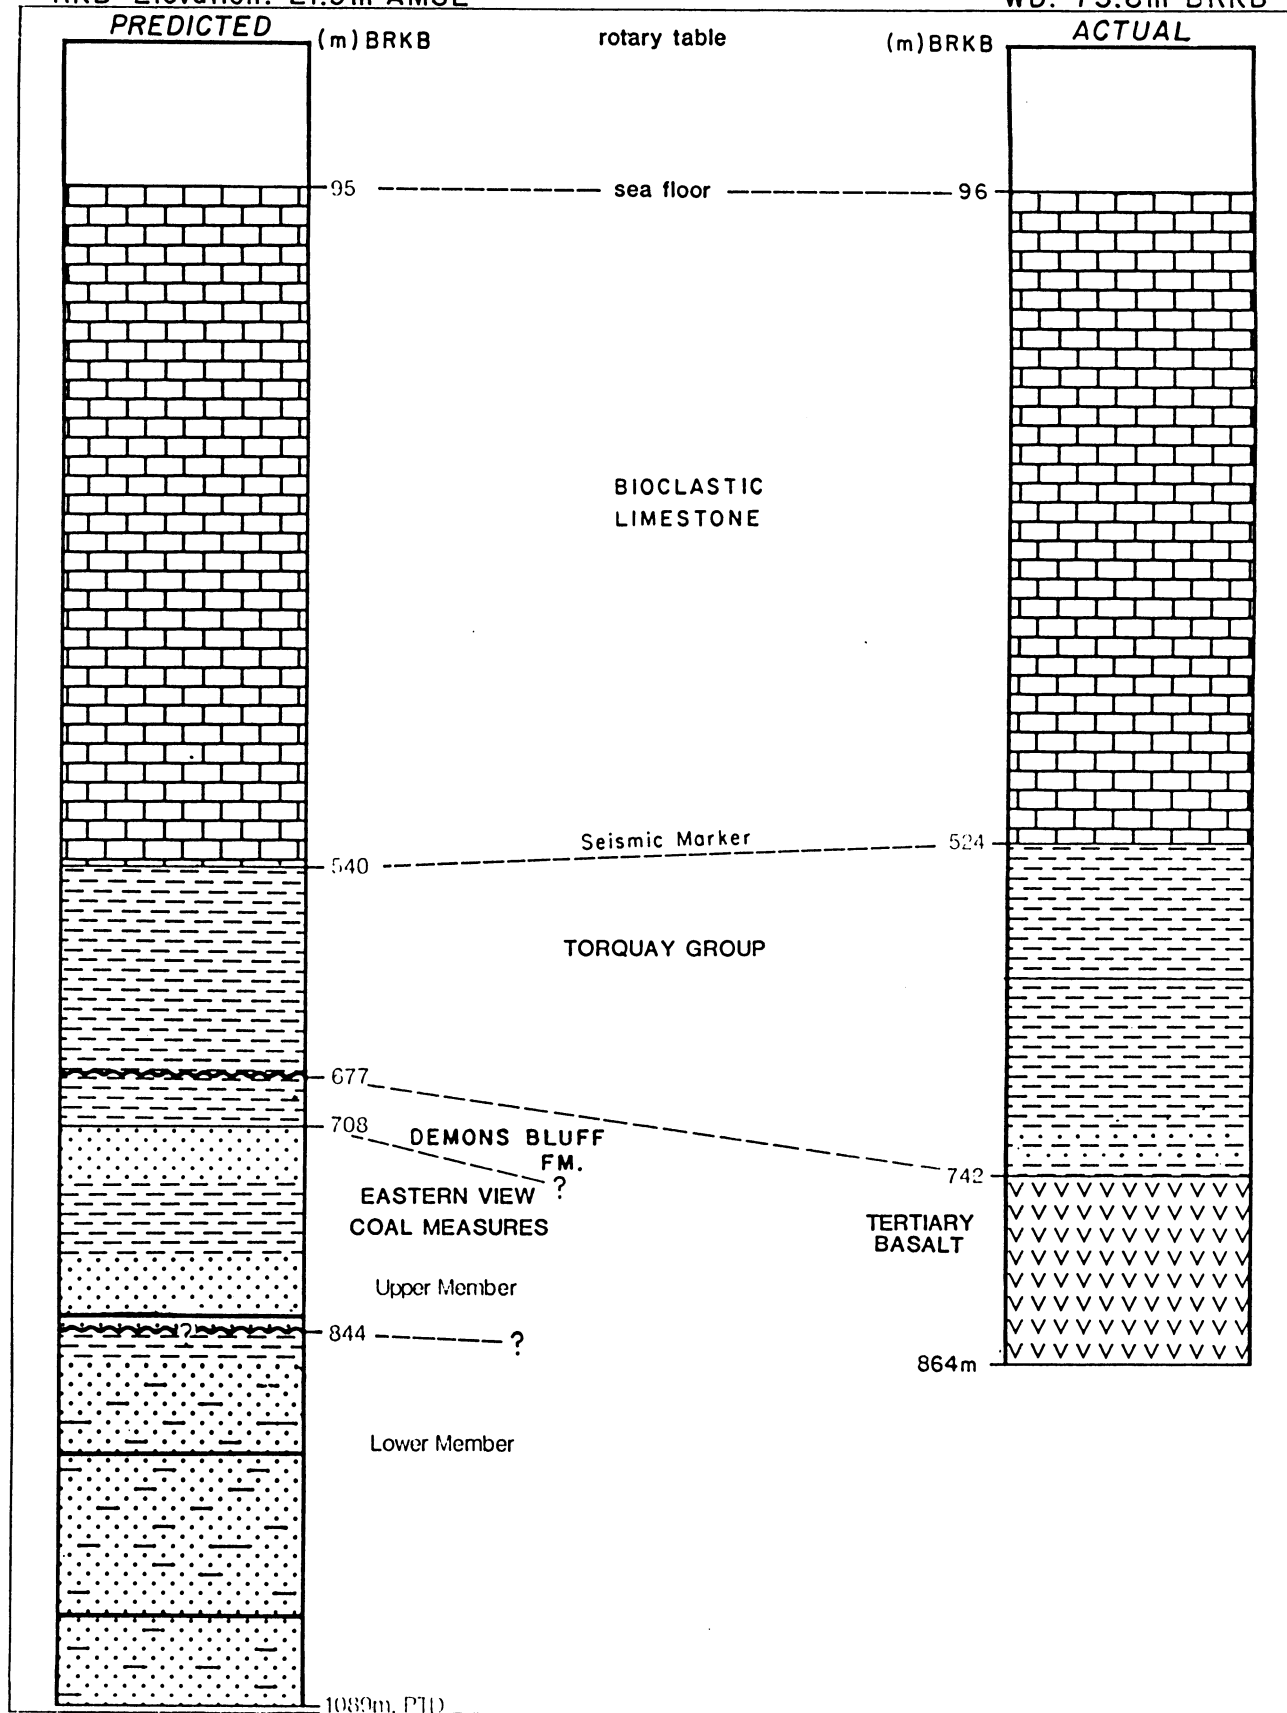 PREDICTED
(m)BRKB
rotary table
(m)BRKB
ACTUAL
95
sea floor
96
BIOCLASTIC
LIMESTONE
Seismic Marker
524
540
TORQUAY GROUP
677
708
DEMONS BLUFF
FM.
742
?
EASTERN VIEW
COAL MEASURES
TERTIARY
BASALT
Upper Member
?
844
?
864m
Lower Member
1089m. PTD